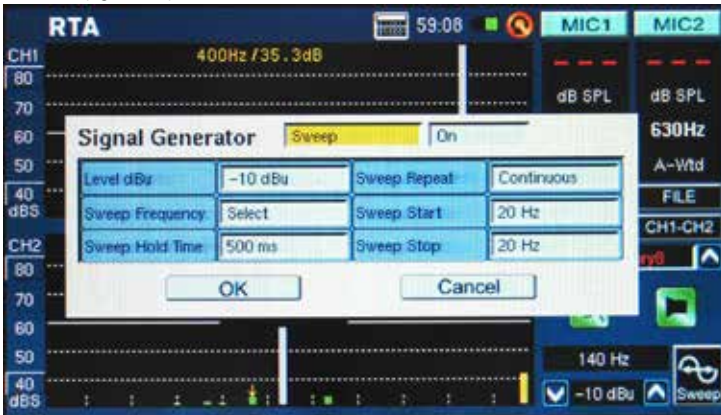 RTA 59:08 MIC1 MIC2
CH1 400Hz/35.3dB
80
70 dB SPL dB SPL
60 630Hz
50 A-Wtd
40 FILE
dBS
CH1-CH2
Signal Generator Sweep On
Level dBu -10 dBu Sweep Repeat Continuous
Sweep Frequency Select Sweep Start 20 Hz
Sweep Hold Time 500 ms Sweep Stop 20 Hz
OK Cancel
CH2
80
70
60
50 140 Hz
40 -10 dBu Sweep
dBS